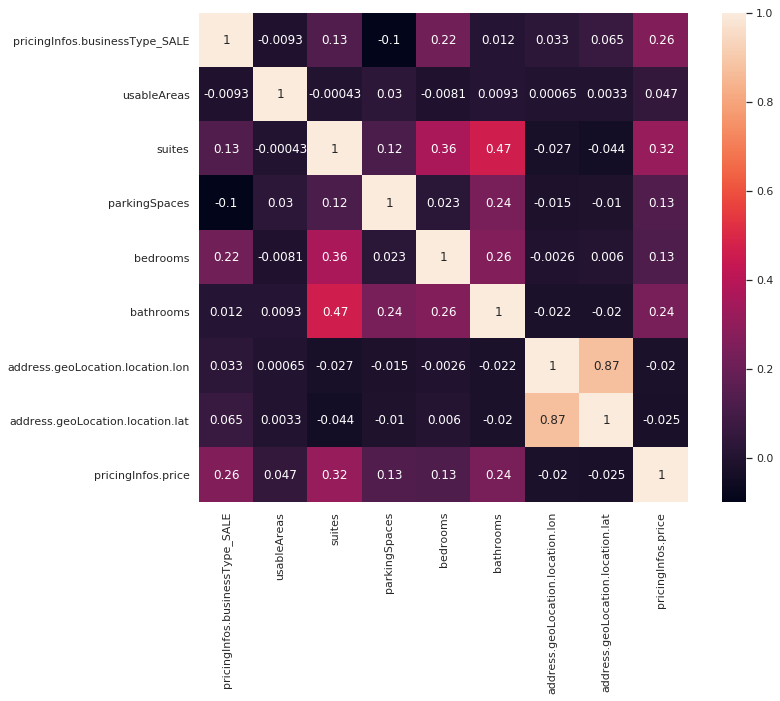 pricingInfos.businessType_SALE 1 -0.0093 0.13 -0.1 0.22 0.012 0.033 0.065 0.26 1.0
usableAreas -0.0093 1 -0.00043 0.03 -0.0081 0.0093 0.00065 0.0033 0.047
0.8
suites 0.13 -0.00043 1 0.12 0.36 0.47 -0.027 -0.044 0.32
0.6
parkingSpaces -0.1 0.03 0.12 1 0.023 0.24 -0.015 -0.01 0.13
bedrooms 0.22 -0.0081 0.36 0.023 1 0.26 -0.0026 0.006 0.13
0.4
bathrooms 0.012 0.0093 0.47 0.24 0.26 1 -0.022 -0.02 0.24
0.2
address.geoLocation.location.lon 0.033 0.00065 -0.027 -0.015 -0.0026 -0.022 1 0.87 -0.02
address.geoLocation.location.lat 0.065 0.0033 -0.044 -0.01 0.006 -0.02 0.87 1 -0.025
0.0
pricingInfos.price 0.26 0.047 0.32 0.13 0.13 0.24 -0.02 -0.025 1
pricingInfos.businessType_SALE
usableAreas
suites
parkingSpaces
bedrooms
bathrooms
address.geoLocation.location.lon
address.geoLocation.location.lat
pricingInfos.price